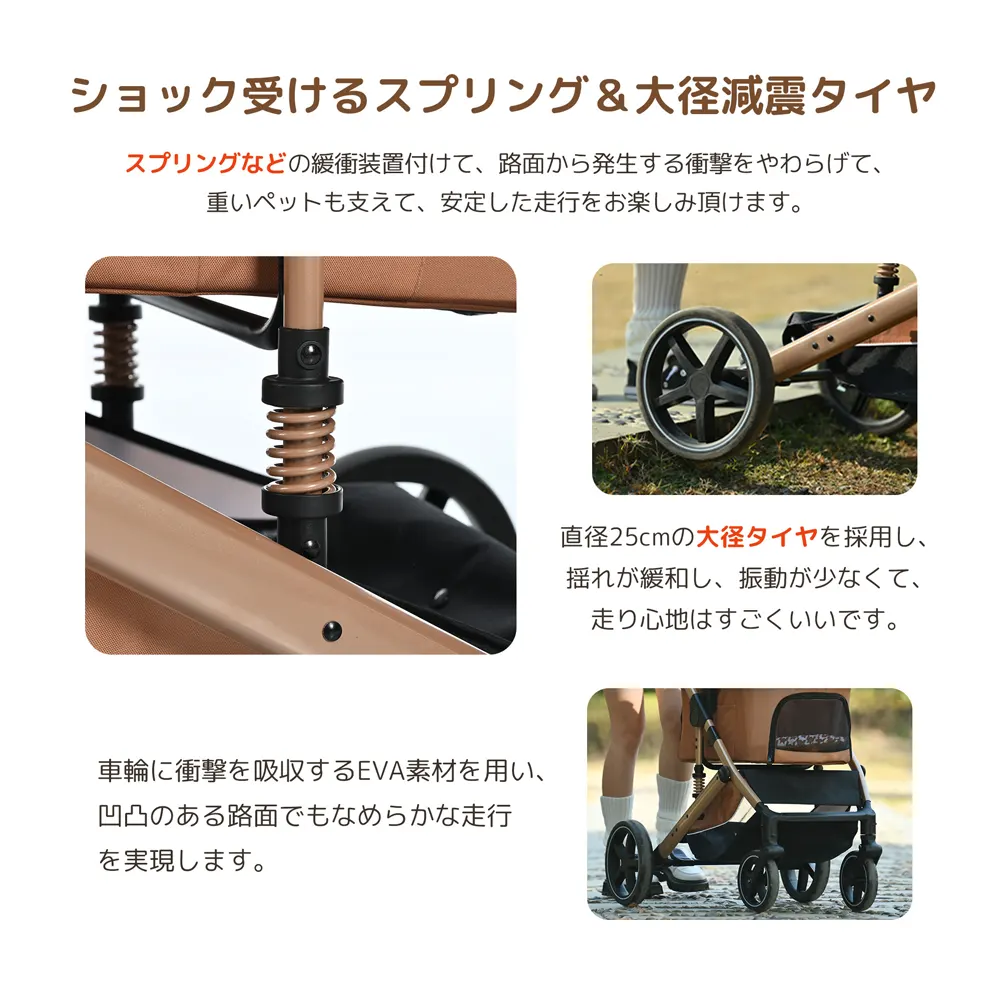 ショック受けるスプリング＆大径減震タイヤ
スプリングなどの緩衝装置付けて、路面から発生する衝撃をやわらげて、
重いペットも支えて、安定した走行をお楽しみ頂けます。
直径25cmの大径タイヤを採用し、
揺れが緩和し、振動が少なくて、
走り心地はすごくいいです。
車輪に衝撃を吸収するEVA素材を用い、
凹凸のある路面でもなめらかな走行
を実現します。